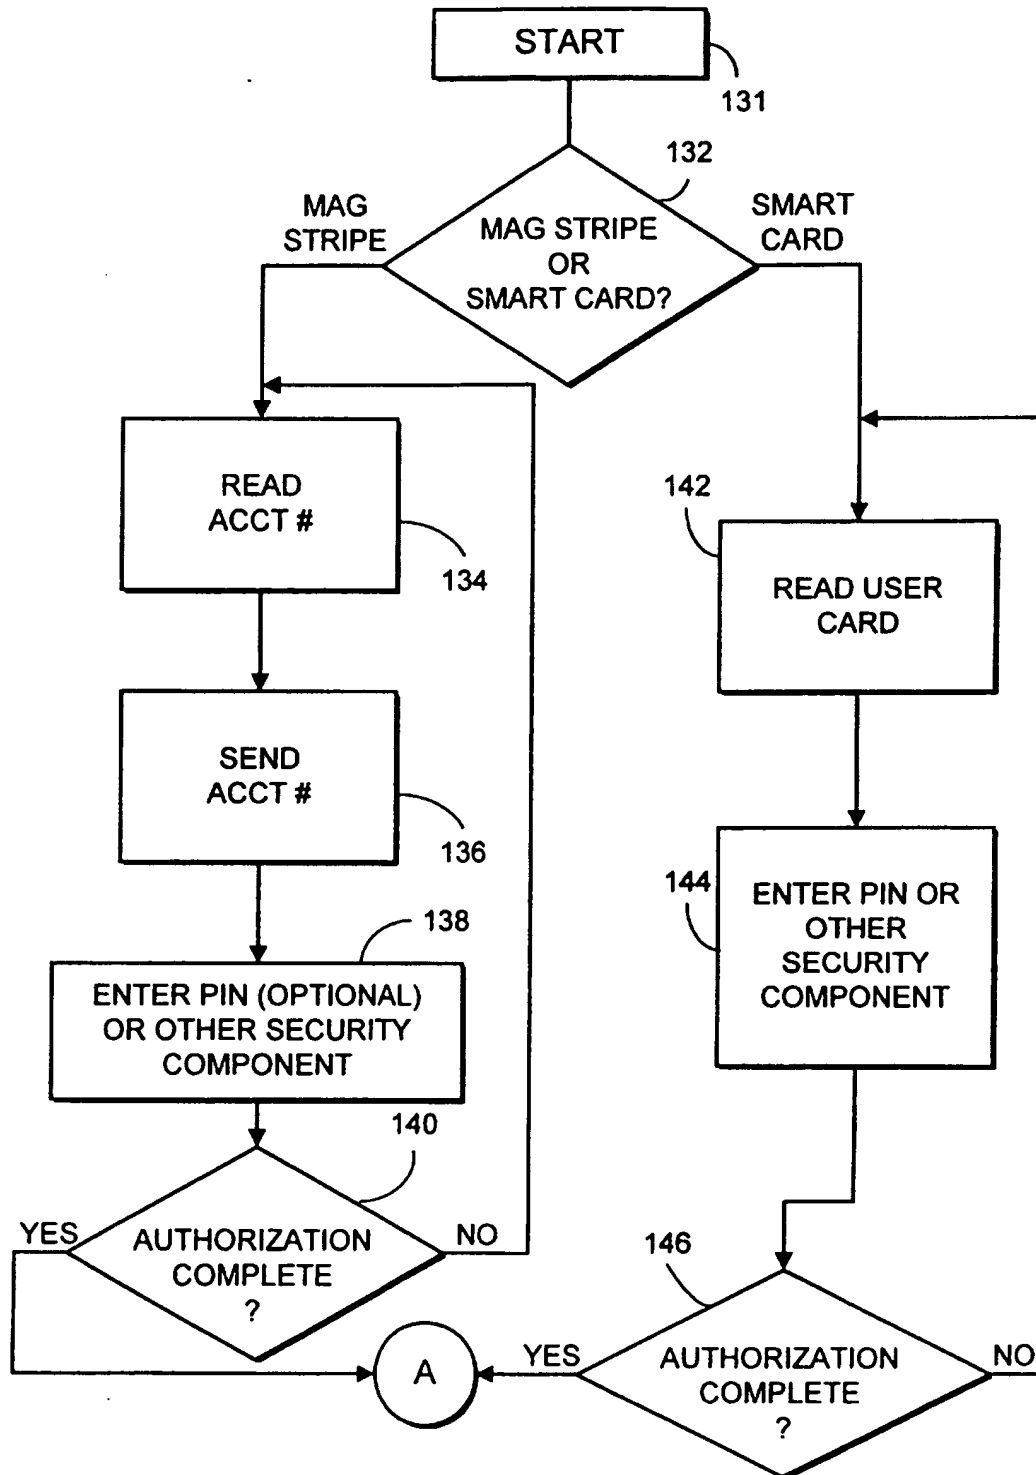 START
131
132
MAG
STRIPE
SMART
CARD
MAG STRIPE
OR
SMART CARD?
READ
ACCT #
134
142
READ USER
CARD
SEND
ACCT #
136
138
ENTER PIN (OPTIONAL)
OR OTHER SECURITY
COMPONENT
144
ENTER PIN OR
OTHER
SECURITY
COMPONENT
140
YES
NO
AUTHORIZATION
COMPLETE
?
146
A
YES
NO
AUTHORIZATION
COMPLETE
?